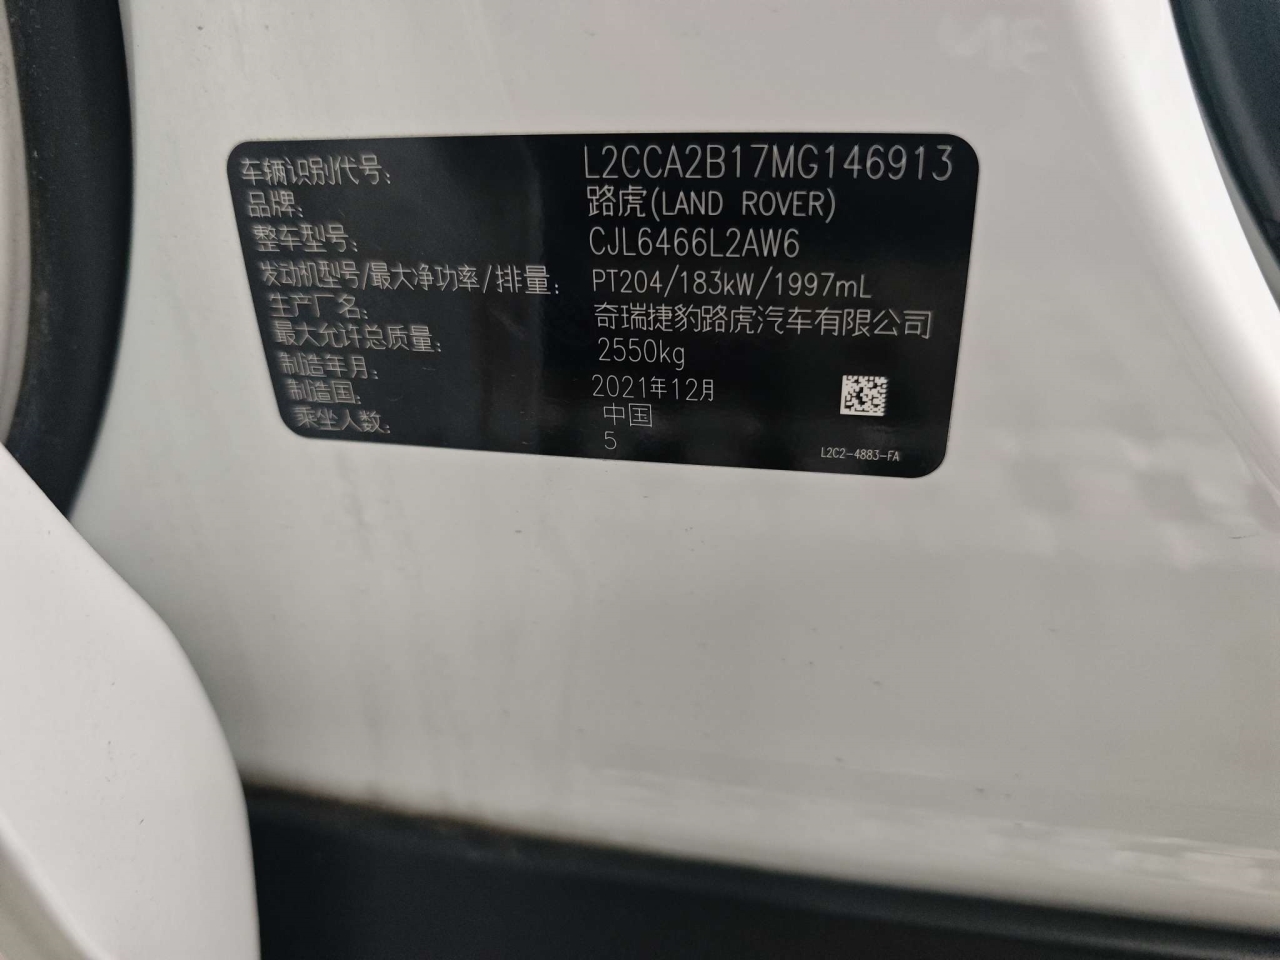 车辆识别代号: L2CCA2B17MG146913
品牌: 路虎(LAND ROVER)
整车型号: CJL6466L2AW6
发动机型号/最大净功率/排量: PT204/183kW/1997mL
生产厂名: 奇瑞捷豹路虎汽车有限公司
最大允许总质量: 2550kg
制造年月: 2021年12月
制造国: 中国
乘坐人数: 5
L2C2-4883-FA